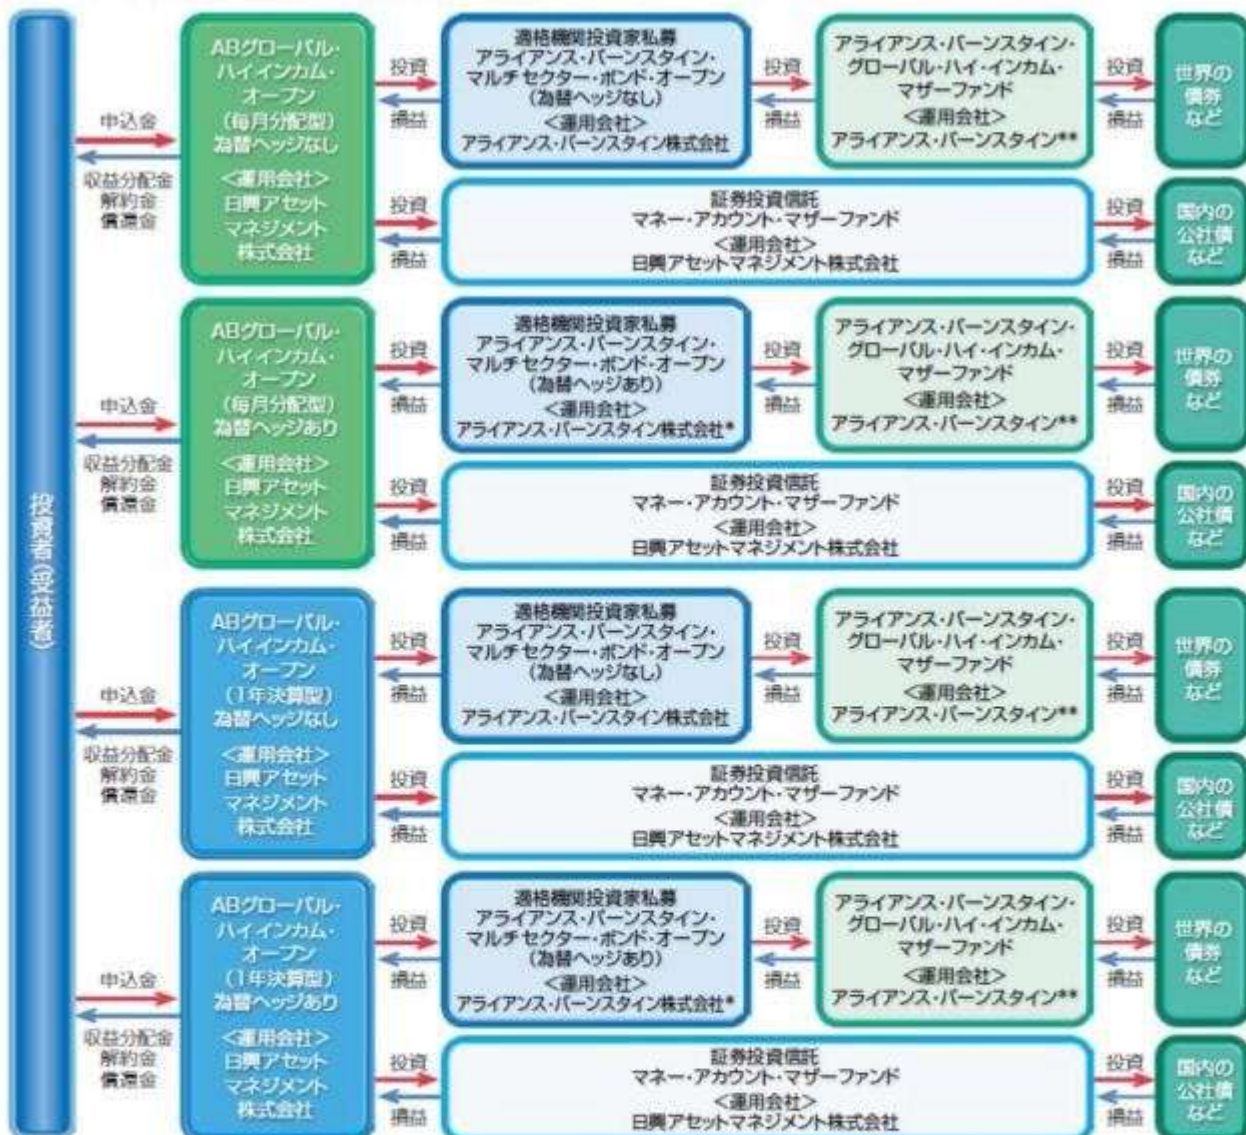 投資者(受益者)
申込金
収益分配金
解約金
償還金
ABグローバル・
ハイインカム・
オープン
(毎月分配型)
為替ヘッジなし
<運用会社>
日興アセット
マネジメント
株式会社
投資
損益
適格機関投資家私募
アライアンス・バーンスタイン・
マルチセクター・ボンド・オープン
(為替ヘッジなし)
<運用会社>
アライアンス・バーンスタイン株式会社
投資
損益
アライアンス・バーンスタイン・
グローバル・ハイ・インカム・
マザーファンド
<運用会社>
アライアンス・バーンスタイン**
投資
損益
世界の
債券
など
投資
損益
証券投資信託
マネー・アカウント・マザーファンド
<運用会社>
日興アセットマネジメント株式会社
投資
損益
国内の
公社債
など
申込金
収益分配金
解約金
償還金
ABグローバル・
ハイインカム・
オープン
(毎月分配型)
為替ヘッジあり
<運用会社>
日興アセット
マネジメント
株式会社
投資
損益
適格機関投資家私募
アライアンス・バーンスタイン・
マルチセクター・ボンド・オープン
(為替ヘッジあり)
<運用会社>
アライアンス・バーンスタイン株式会社*
投資
損益
アライアンス・バーンスタイン・
グローバル・ハイ・インカム・
マザーファンド
<運用会社>
アライアンス・バーンスタイン**
投資
損益
世界の
債券
など
投資
損益
証券投資信託
マネー・アカウント・マザーファンド
<運用会社>
日興アセットマネジメント株式会社
投資
損益
国内の
公社債
など
申込金
収益分配金
解約金
償還金
ABグローバル・
ハイインカム・
オープン
(1年決算型)
為替ヘッジなし
<運用会社>
日興アセット
マネジメント
株式会社
投資
損益
適格機関投資家私募
アライアンス・バーンスタイン・
マルチセクター・ボンド・オープン
(為替ヘッジなし)
<運用会社>
アライアンス・バーンスタイン株式会社
投資
損益
アライアンス・バーンスタイン・
グローバル・ハイ・インカム・
マザーファンド
<運用会社>
アライアンス・バーンスタイン**
投資
損益
世界の
債券
など
投資
損益
証券投資信託
マネー・アカウント・マザーファンド
<運用会社>
日興アセットマネジメント株式会社
投資
損益
国内の
公社債
など
申込金
収益分配金
解約金
償還金
ABグローバル・
ハイインカム・
オープン
(1年決算型)
為替ヘッジあり
<運用会社>
日興アセット
マネジメント
株式会社
投資
損益
適格機関投資家私募
アライアンス・バーンスタイン・
マルチセクター・ボンド・オープン
(為替ヘッジあり)
<運用会社>
アライアンス・バーンスタイン株式会社*
投資
損益
アライアンス・バーンスタイン・
グローバル・ハイ・インカム・
マザーファンド
<運用会社>
アライアンス・バーンスタイン**
投資
損益
世界の
債券
など
投資
損益
証券投資信託
マネー・アカウント・マザーファンド
<運用会社>
日興アセットマネジメント株式会社
投資
損益
国内の
公社債
など